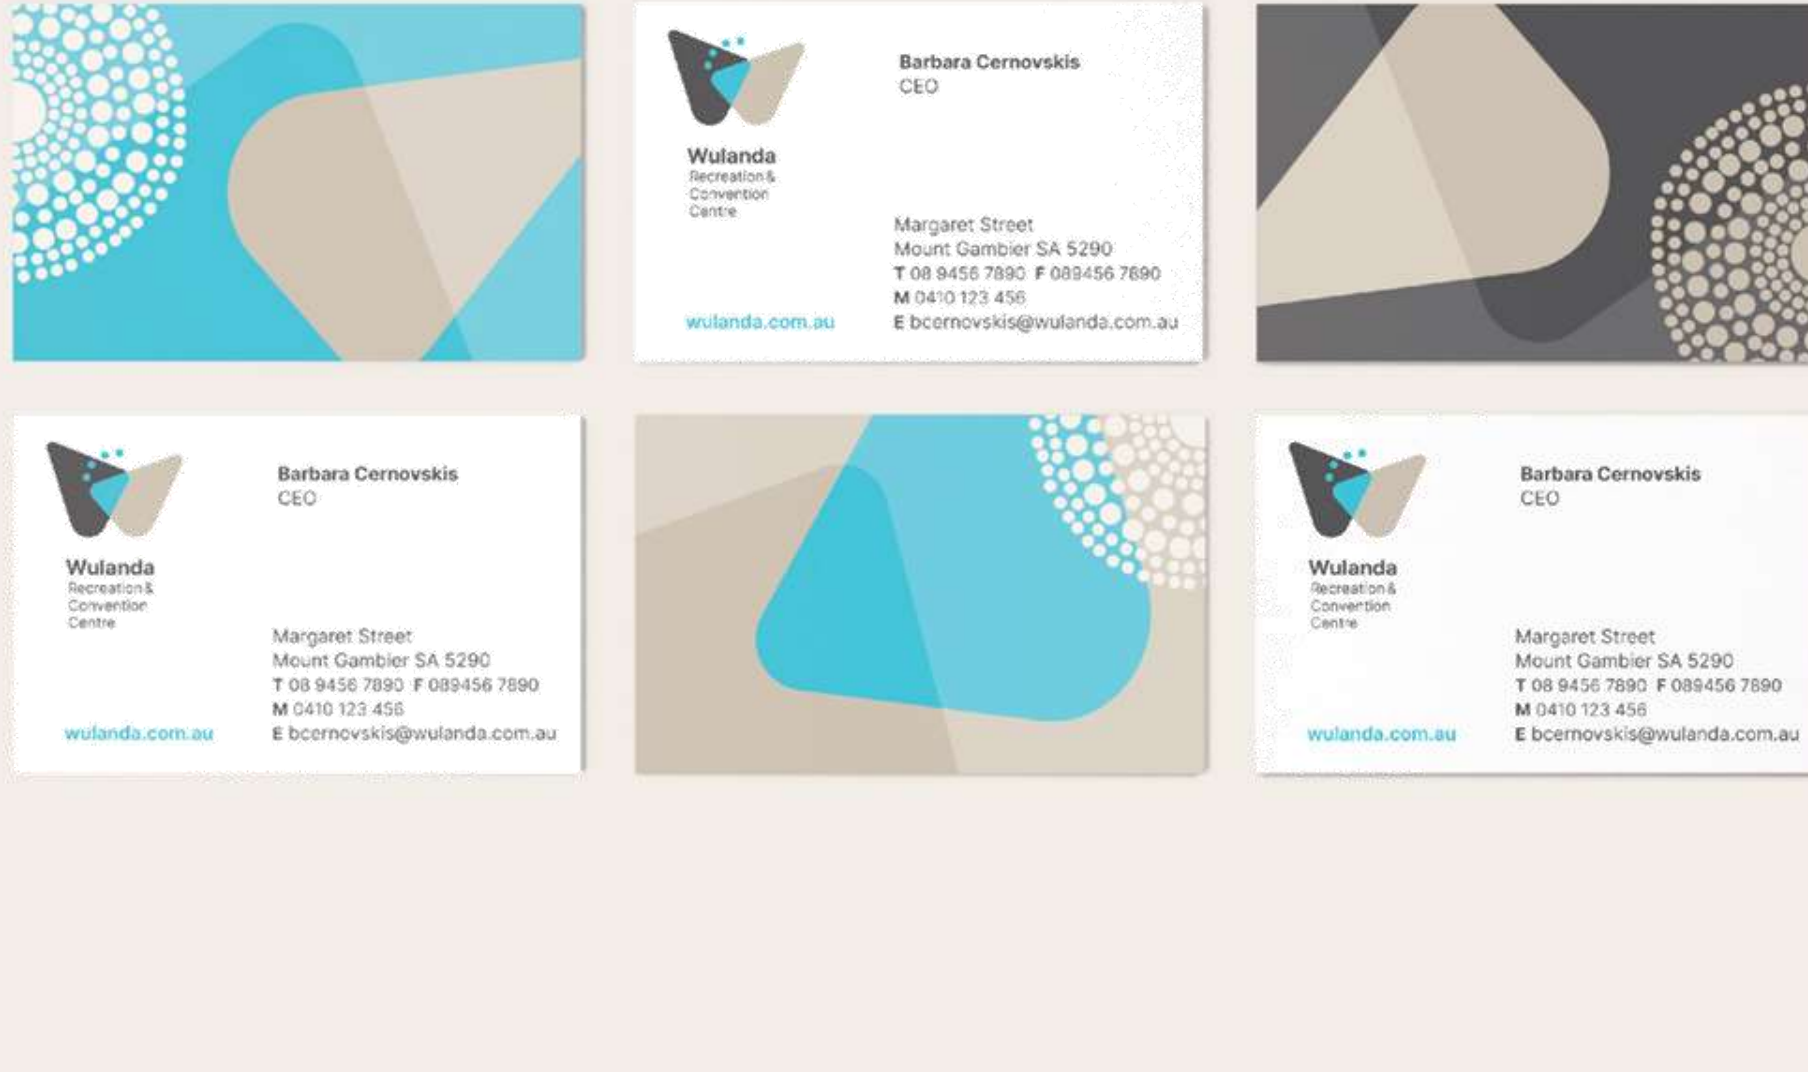 Barbara Cernovskis
CEO
Wulanda
Recreation &
Convention
Centre
Margaret Street
Mount Gambier SA 5290
T 08 9456 7890 F 089456 7890
M 0410 123 456
wulanda.com.au
E bcernovskis@wulanda.com.au
Barbara Cernovskis
CEO
Wulanda
Recreation &
Convention
Centre
Margaret Street
Mount Gambier SA 5290
T 08 9456 7890 F 089456 7890
M 0410 123 456
wulanda.com.au
E bcernovskis@wulanda.com.au
Barbara Cernovskis
CEO
Wulanda
Recreation &
Convention
Centre
Margaret Street
Mount Gambier SA 5290
T 08 9456 7890 F 089456 7890
M 0410 123 456
wulanda.com.au
E bcernovskis@wulanda.com.au